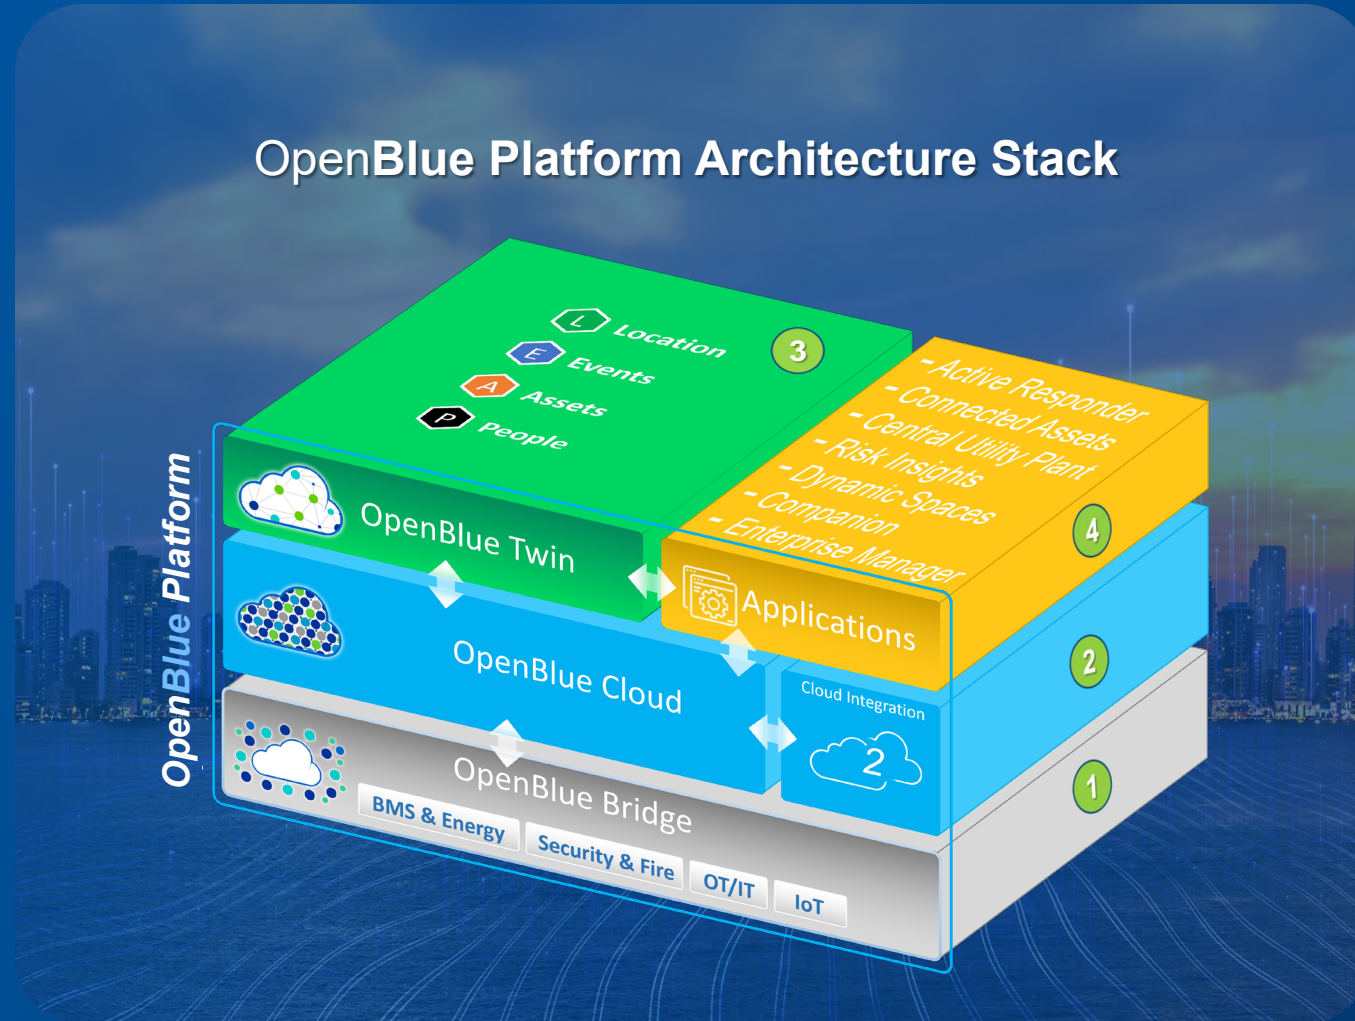 OpenBlue Platform Architecture Stack
L Location
E Events
A Assets
P People
3
- Active Responder
- Connected Assets
- Central Utility Plant
- Risk Insights
- Dynamic Spaces
- Companion
- Enterprise Manager
4
OpenBlue Platform
OpenBlue Twin
Applications
OpenBlue Cloud
2
Cloud Integration
2
OpenBlue Bridge
1
BMS & Energy
Security & Fire
OT/IT
IoT